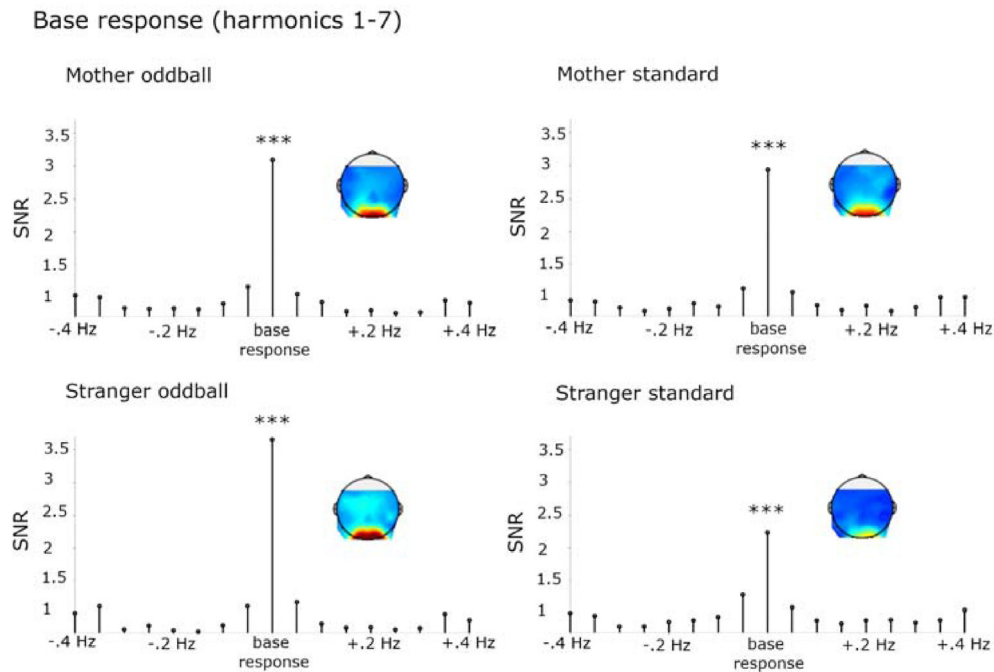 Base response (harmonics 1-7)
Mother oddball
***
3.5
3
2.5
2
1.5
1
SNR
-.4 Hz
-.2 Hz
base
response
+.2 Hz
+.4 Hz
Mother standard
***
3.5
3
2.5
2
1.5
1
SNR
-.4 Hz
-.2 Hz
base
response
+.2 Hz
+.4 Hz
Stranger oddball
***
3.5
3
2.5
2
1.5
1
SNR
-.4 Hz
-.2 Hz
base
response
+.2 Hz
+.4 Hz
Stranger standard
***
3.5
3
2.5
2
1.5
1
SNR
-.4 Hz
-.2 Hz
base
response
+.2 Hz
+.4 Hz